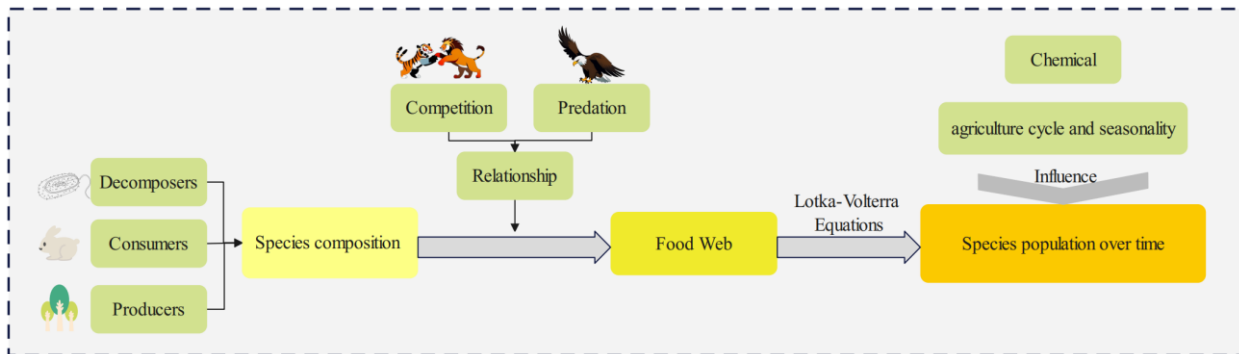 Competition
Predation
Relationship
Decomposers
Consumers
Producers
Species composition
Food Web
Lotka-Volterra
Equations
Chemical
agriculture cycle and seasonality
Influence
Species population over time